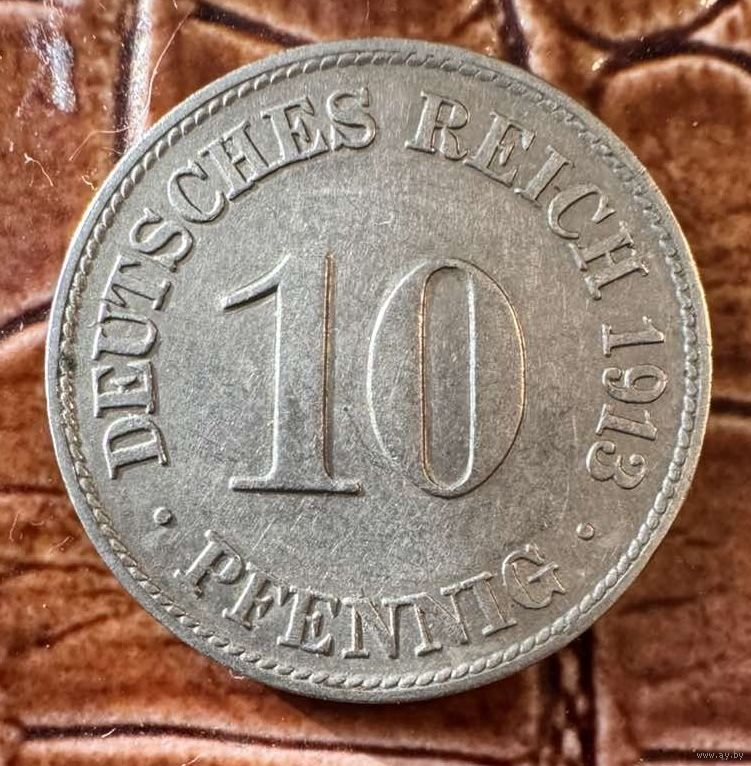 DEUTSCHES REICH 1913
10
· PFENNIG ·
www.ay.by